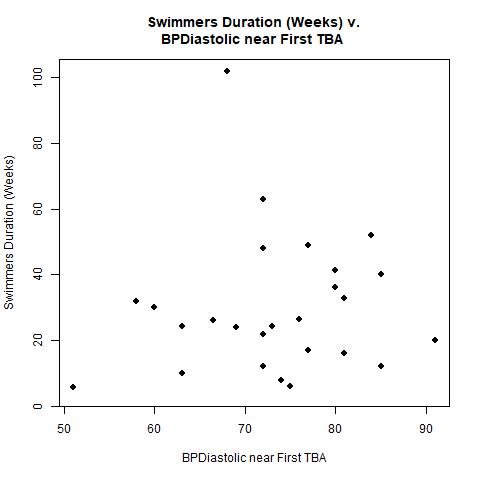 Swimmers Duration (Weeks) v.
BPDiastolic near First TBA
Swimmers Duration (Weeks)
100
80
60
40
20
0
50 60 70 80 90
BPDiastolic near First TBA